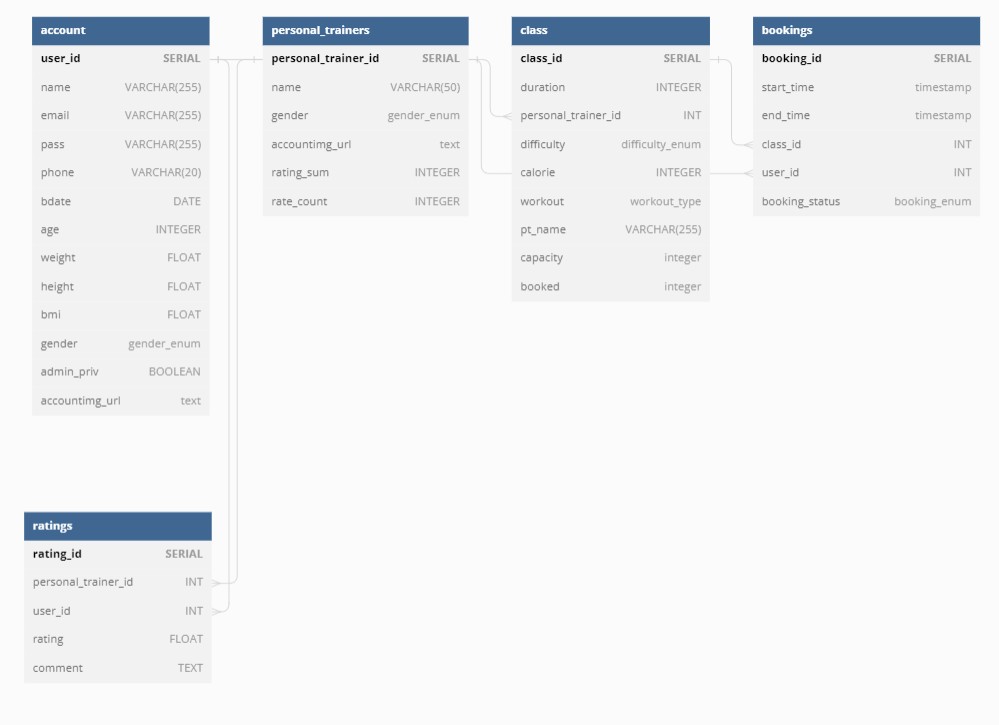 account
user_id SERIAL
name VARCHAR(255)
email VARCHAR(255)
pass VARCHAR(255)
phone VARCHAR(20)
bdate DATE
age INTEGER
weight FLOAT
height FLOAT
bmi FLOAT
gender gender_enum
admin_priv BOOLEAN
accountimg_url text
personal_trainers
personal_trainer_id SERIAL
name VARCHAR(50)
gender gender_enum
accountimg_url text
rating_sum INTEGER
rate_count INTEGER
class
class_id SERIAL
duration INTEGER
personal_trainer_id INT
difficulty difficulty_enum
calorie INTEGER
workout workout_type
pt_name VARCHAR(255)
capacity integer
booked integer
bookings
booking_id SERIAL
start_time timestamp
end_time timestamp
class_id INT
user_id INT
booking_status booking_enum
ratings
rating_id SERIAL
personal_trainer_id INT
user_id INT
rating FLOAT
comment TEXT